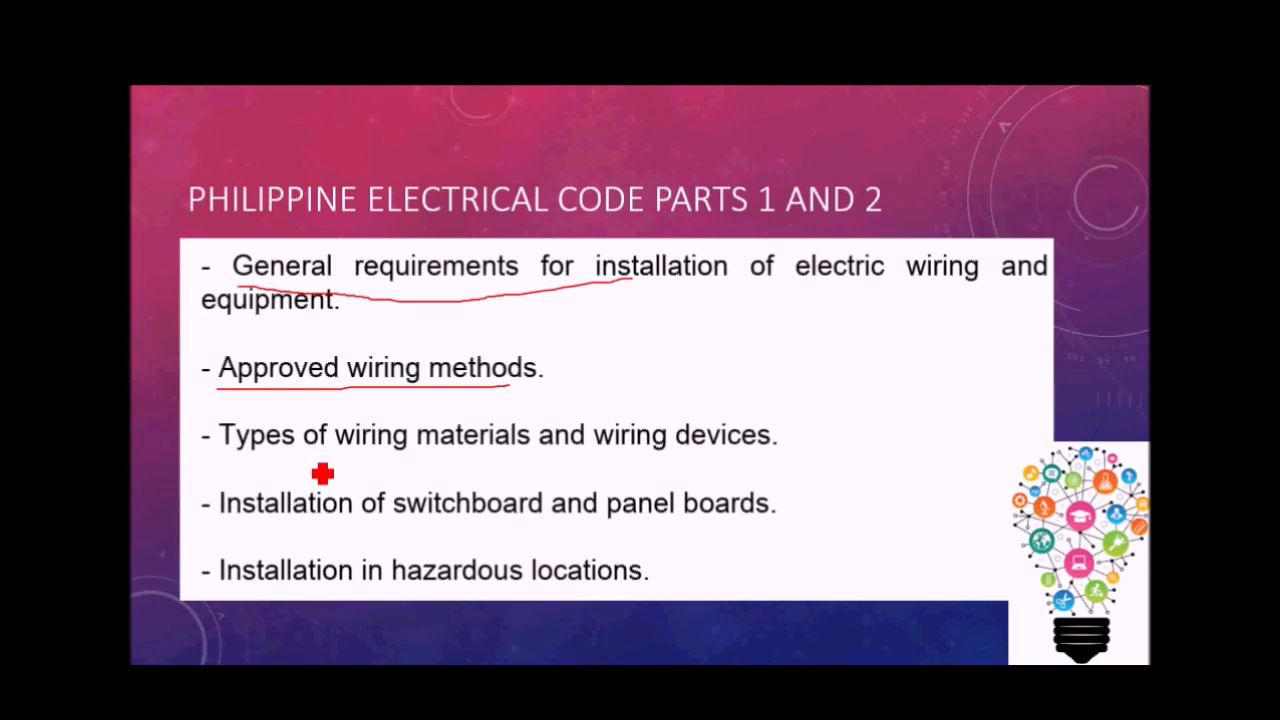 PHILIPPINE ELECTRICAL CODE PARTS 1 AND 2
- General requirements for installation of electric wiring and
equipment.
- Approved wiring methods.
- Types of wiring materials and wiring devices.
- Installation of switchboard and panel boards.
- Installation in hazardous locations.